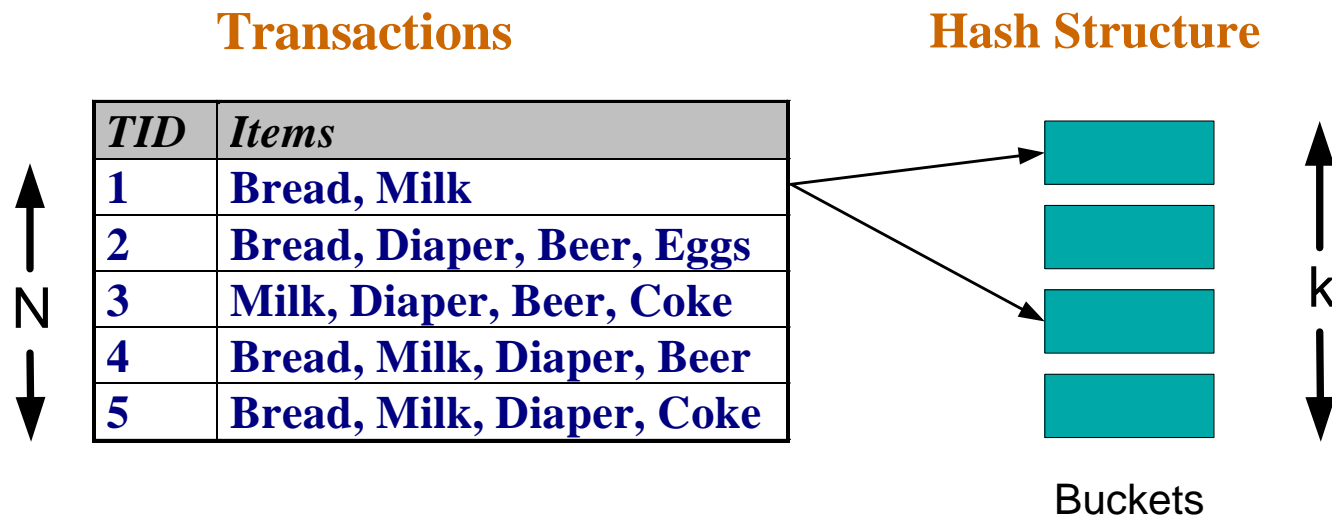 Transactions
Hash Structure
TID Items
1 Bread, Milk
2 Bread, Diaper, Beer, Eggs
3 Milk, Diaper, Beer, Coke
4 Bread, Milk, Diaper, Beer
5 Bread, Milk, Diaper, Coke
N
k
Buckets